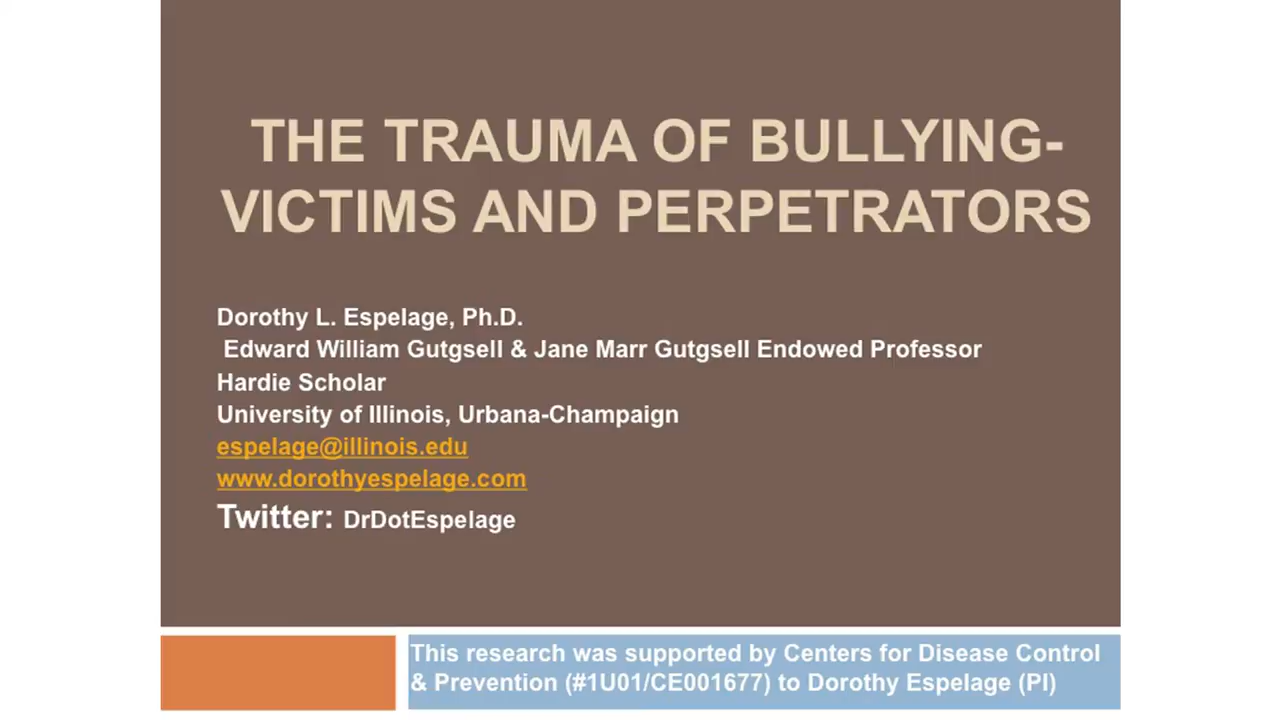 THE TRAUMA OF BULLYING-
VICTIMS AND PERPETRATORS
Dorothy L. Espelage, Ph.D.
Edward William Gutgsell & Jane Marr Gutgsell Endowed Professor
Hardie Scholar
University of Illinois, Urbana-Champaign
espelage@illinois.edu
www.dorothyespelage.com
Twitter: DrDotEspelage
This research was supported by Centers for Disease Control
& Prevention (#1U01/CE001677) to Dorothy Espelage (PI)